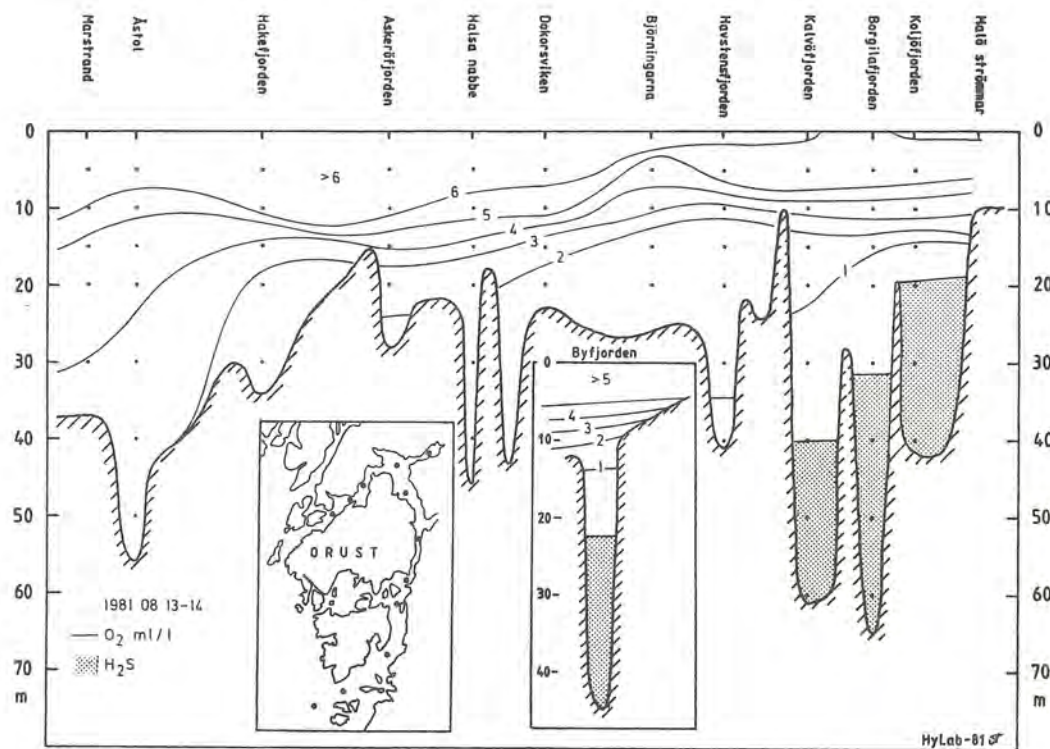 Marstrand
Åstol
Hakefjorden
Askeröfjorden
Halsa nabbe
Dakorsviken
Björningarna
Havstensfjorden
Kalvöfjorden
Borgilafjorden
Koljöfjorden
Malö strömmar
0
10
20
30
40
50
60
70
m
0
10
20
30
40
50
60
70
m
>6
6
5
4
3
2
1
Byfjorden
0
>5
4
3
2
10
1
20
30
40
ORUST
1981 08 13-14
O₂ ml/l
H₂S
HyLab-81